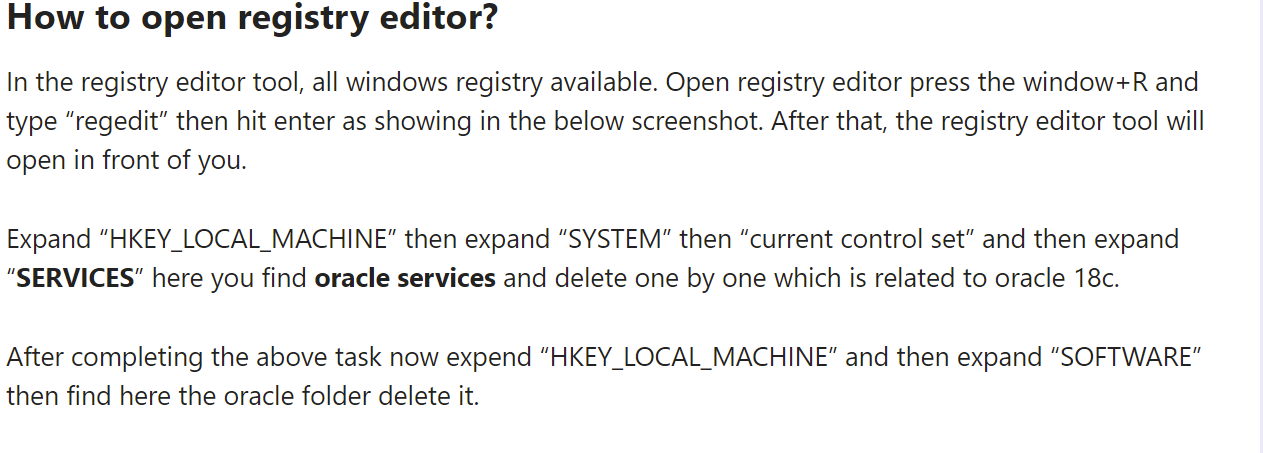 How to open registry editor?
In the registry editor tool, all windows registry available. Open registry editor press the window+R and
type “regedit” then hit enter as showing in the below screenshot. After that, the registry editor tool will
open in front of you.
Expand “HKEY_LOCAL_MACHINE” then expand “SYSTEM” then “current control set” and then expand
“SERVICES” here you find oracle services and delete one by one which is related to oracle 18c.
After completing the above task now expend “HKEY_LOCAL_MACHINE” and then expand “SOFTWARE”
then find here the oracle folder delete it.